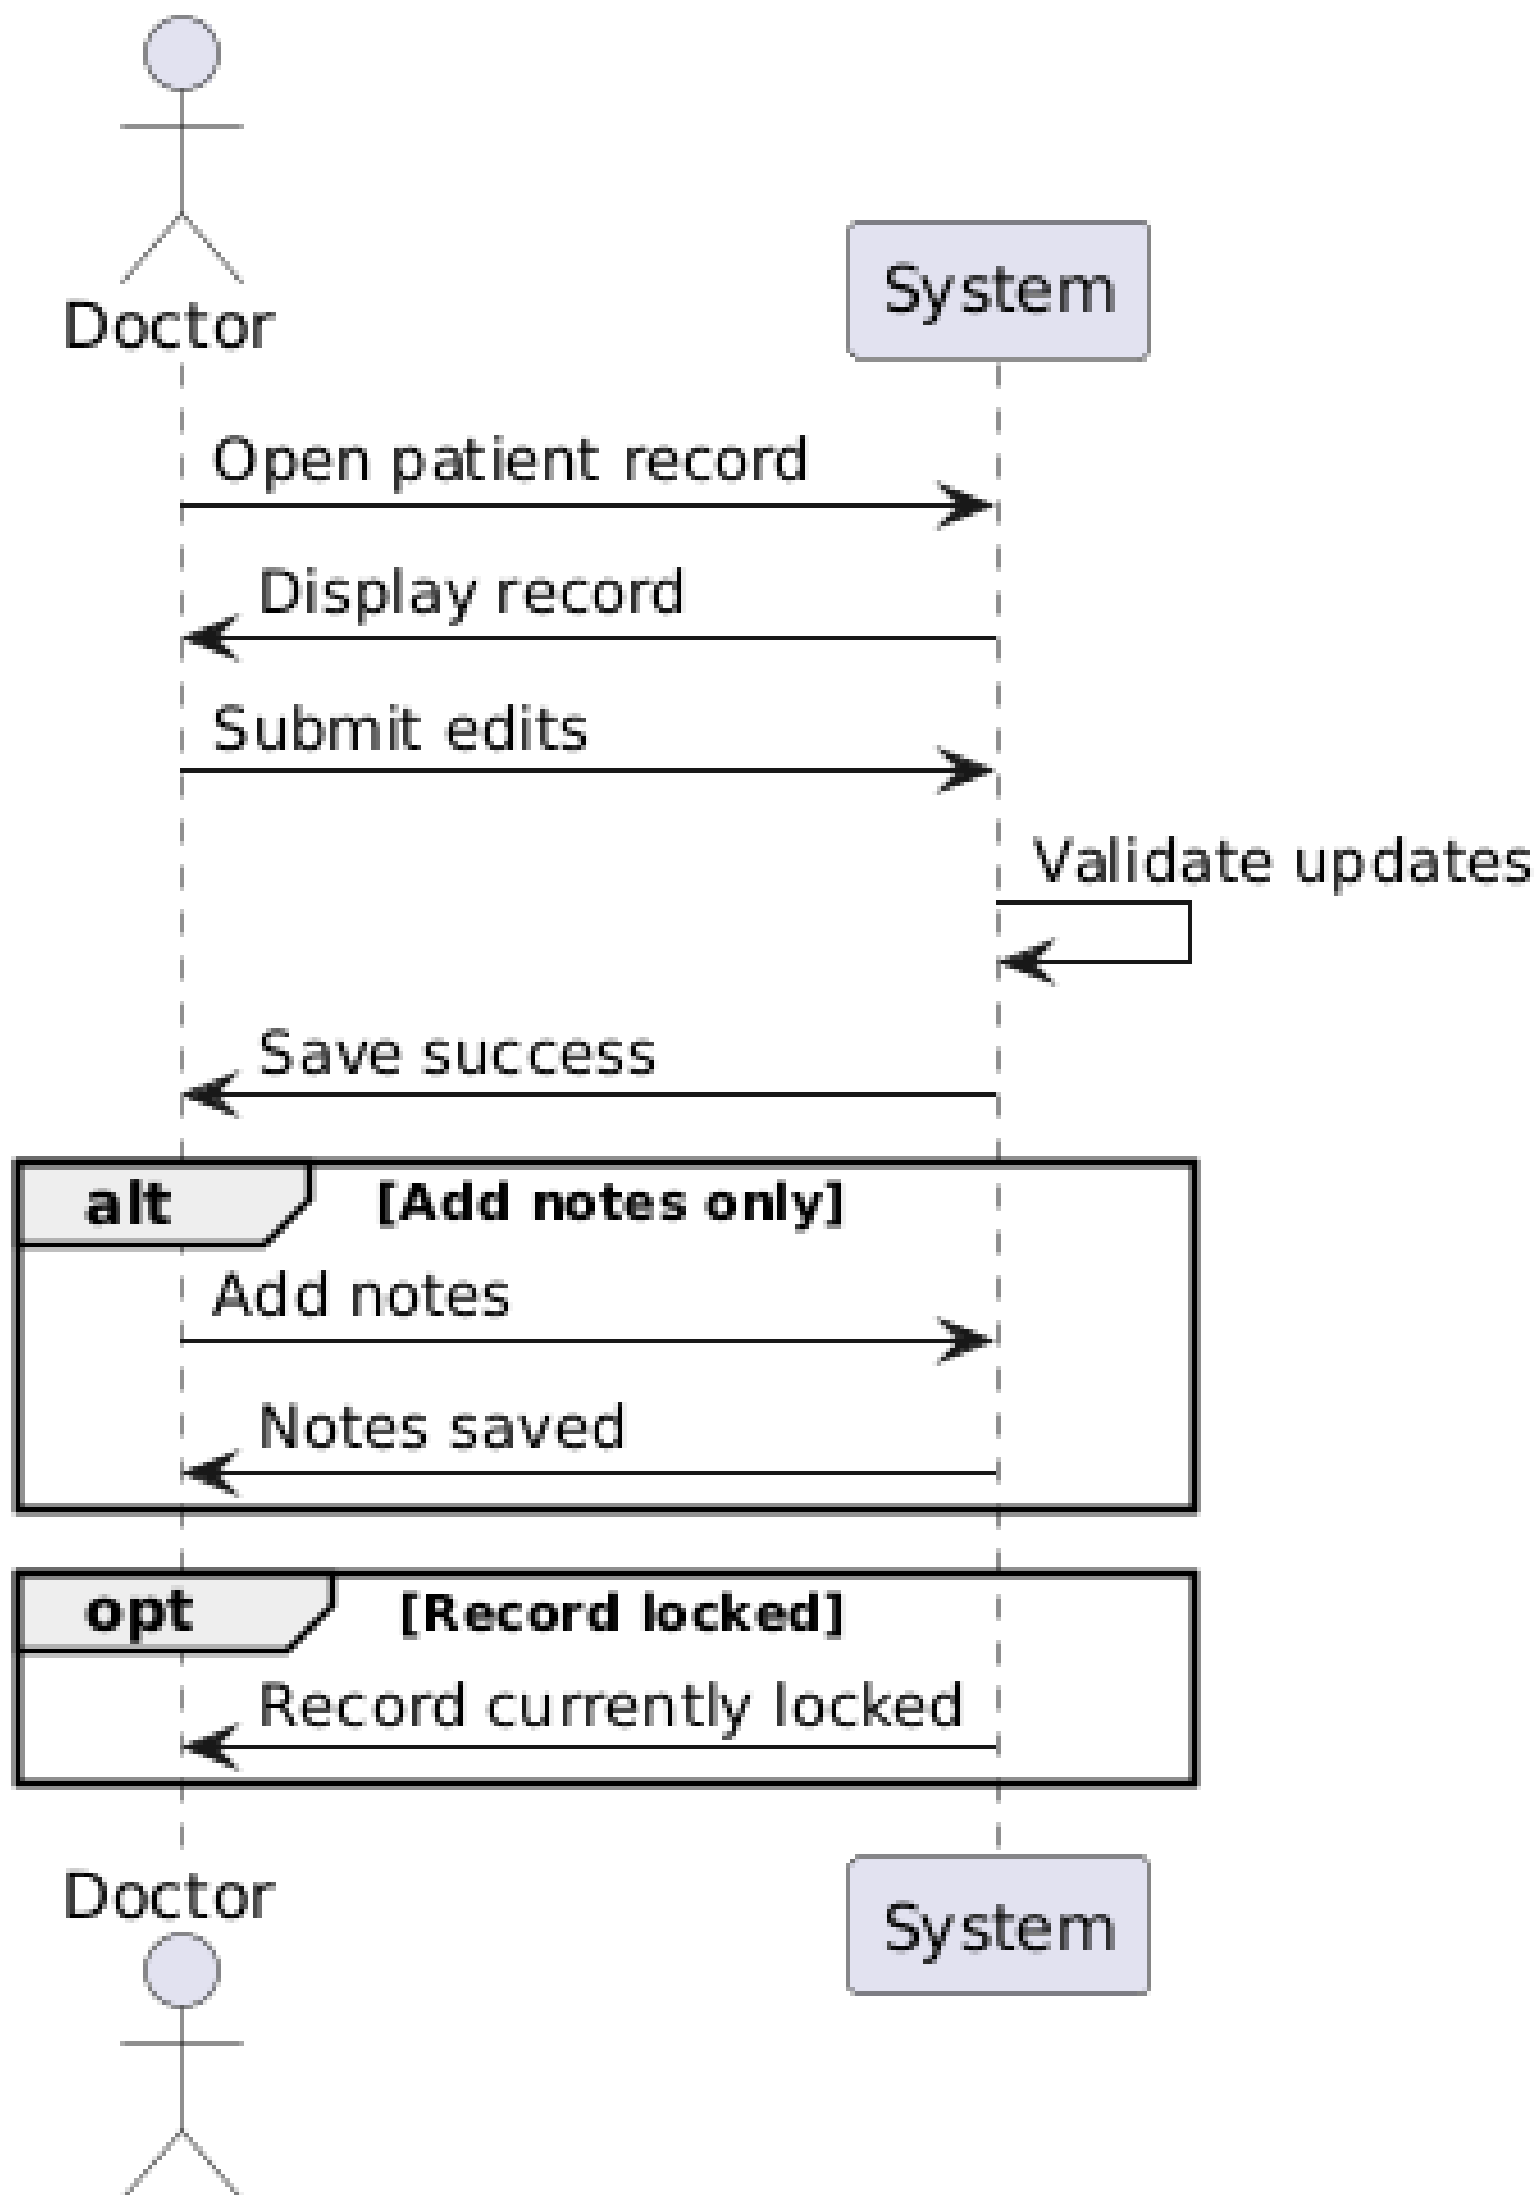 Doctor
System
Open patient record
Display record
Submit edits
Validate updates
Save success
alt [Add notes only]
Add notes
Notes saved
opt [Record locked]
Record currently locked
Doctor
System